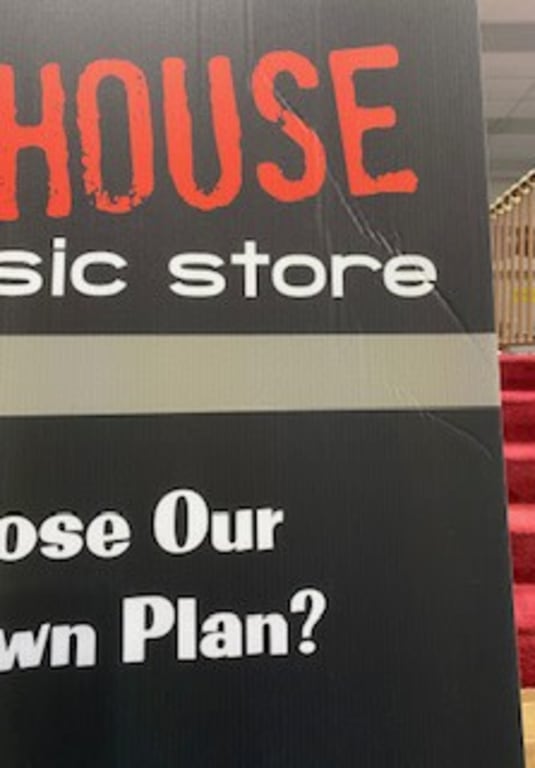 HOUSE
sic store
ose Our
wn Plan?